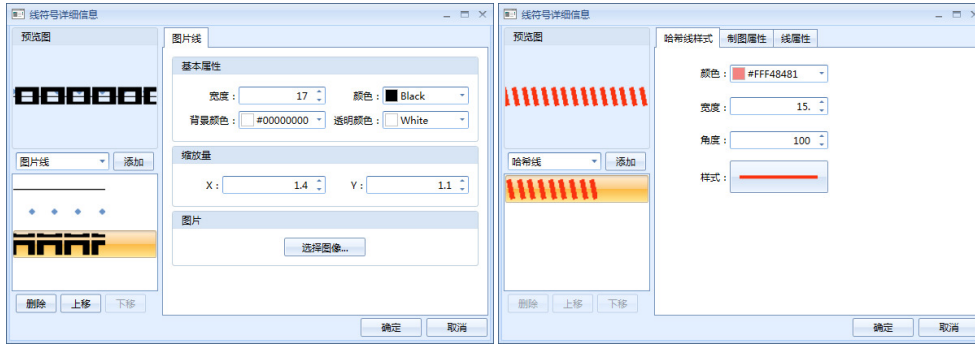 线符号详细信息
预览图
图片线
添加
删除
上移
下移
图片线
基本属性
宽度： 17 颜色： Black
背景颜色： #00000000 透明颜色： White
缩放量
X： 1.4 Y： 1.1
图片
选择图像...
确定 取消
线符号详细信息
预览图
哈希线
添加
删除
上移
下移
哈希线样式 制图属性 线属性
颜色： #FFF48481
宽度： 15.
角度： 100
样式：
确定 取消